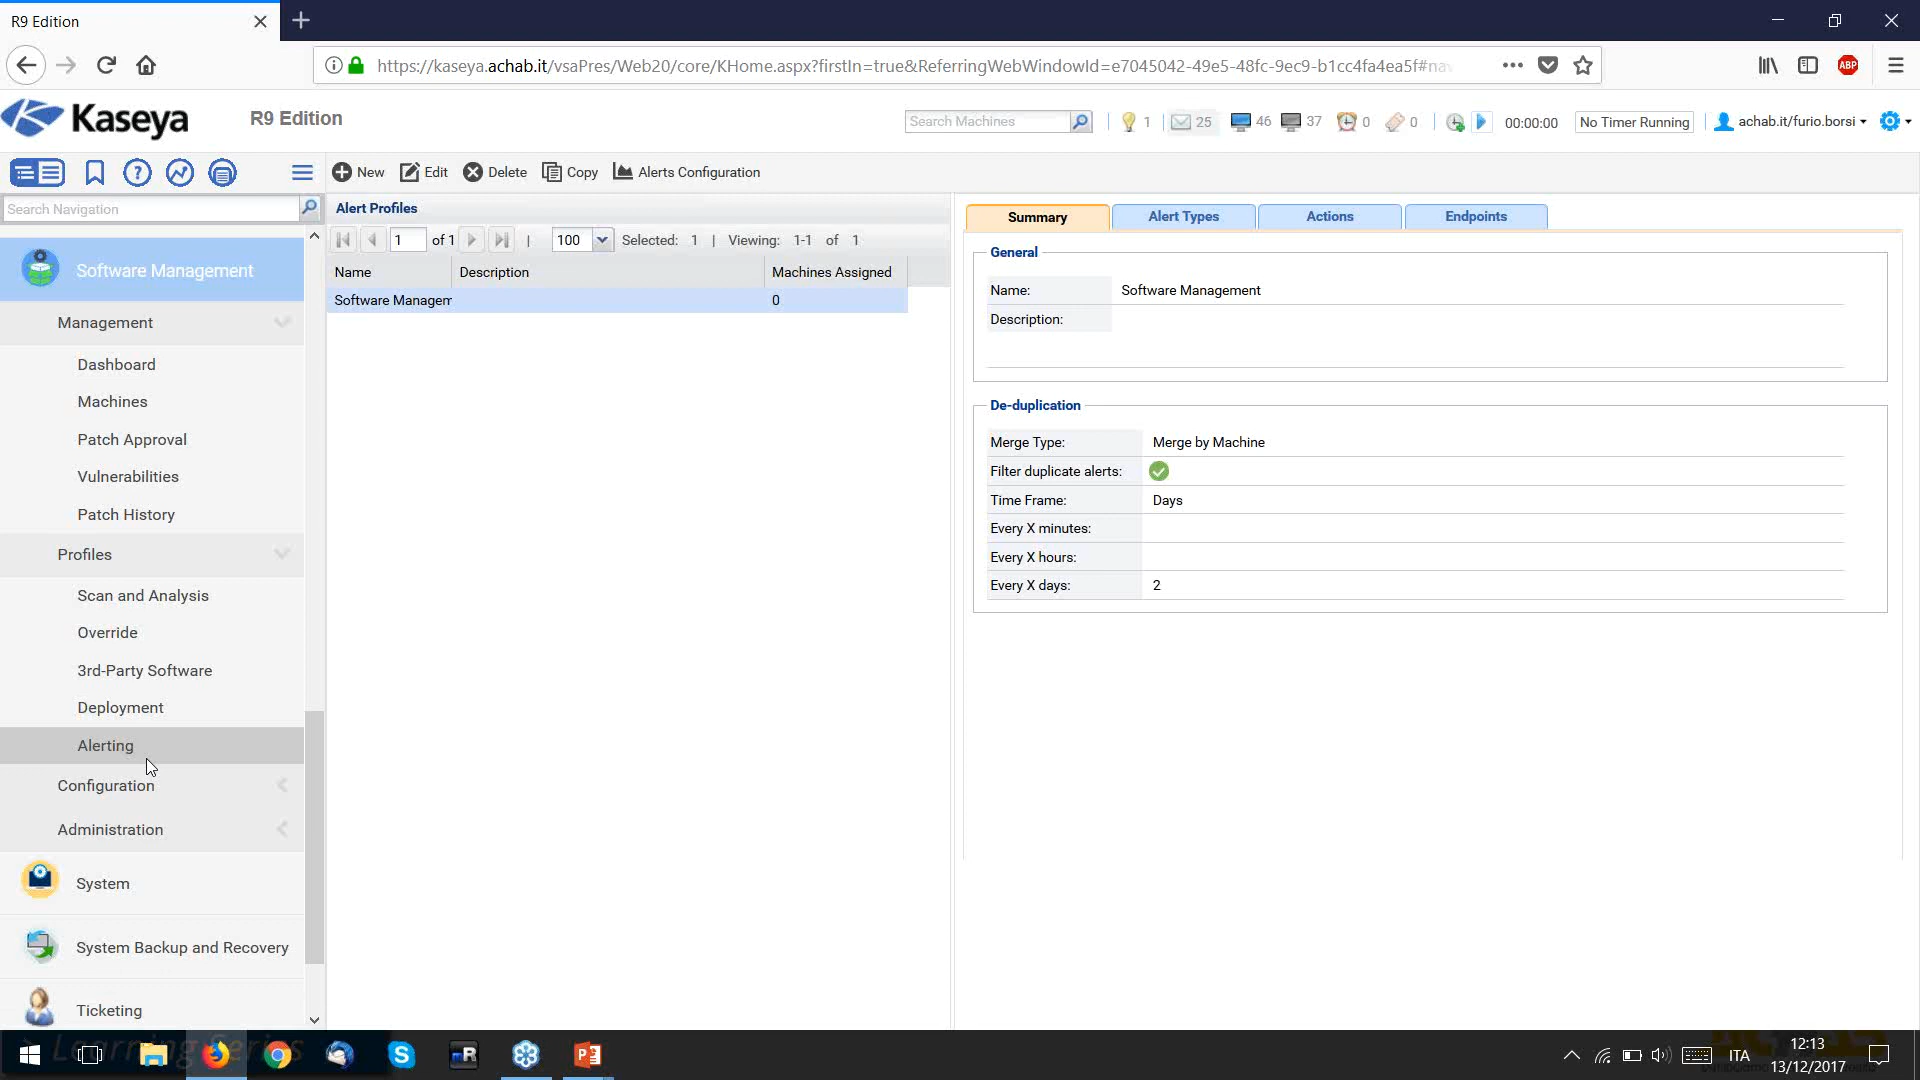 R9 Edition
https://kaseya.achab.it/vsaPres/Web20/core/KHome.aspx?firstIn=true&ReferringWebWindowId=e7045042-49e5-48fc-9ec9-b1cc4fa4ea5f#nav
ABP
Kaseya R9 Edition Search Machines 1 25 46 37 0 0 00:00:00 No Timer Running achab.it/furio.borsi
? New Edit Delete Copy Alerts Configuration
Search Navigation
Software Management
Management
Dashboard
Machines
Patch Approval
Vulnerabilities
Patch History
Profiles
Scan and Analysis
Override
3rd-Party Software
Deployment
Alerting
Configuration
Administration
System
System Backup and Recovery
Ticketing
Alert Profiles
1 of 1 | 100 Selected: 1 | Viewing: 1-1 of 1
Name Description Machines Assigned
Software Managem 0
Summary Alert Types Actions Endpoints
General
Name: Software Management
Description:
De-duplication
Merge Type: Merge by Machine
Filter duplicate alerts:
Time Frame: Days
Every X minutes:
Every X hours:
Every X days: 2
Learning Series
ITA
12:13
13/12/2017